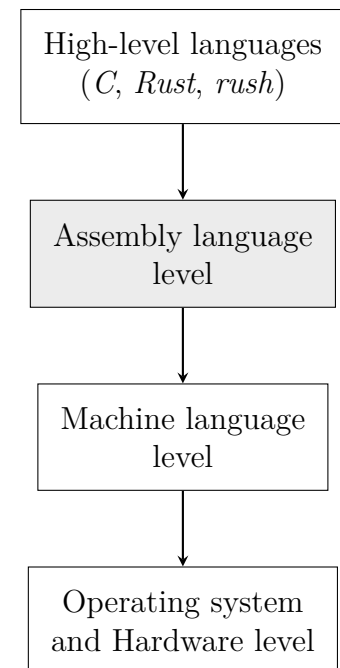 High-level languages
(C, Rust, rush)
Assembly language
level
Machine language
level
Operating system
and Hardware level